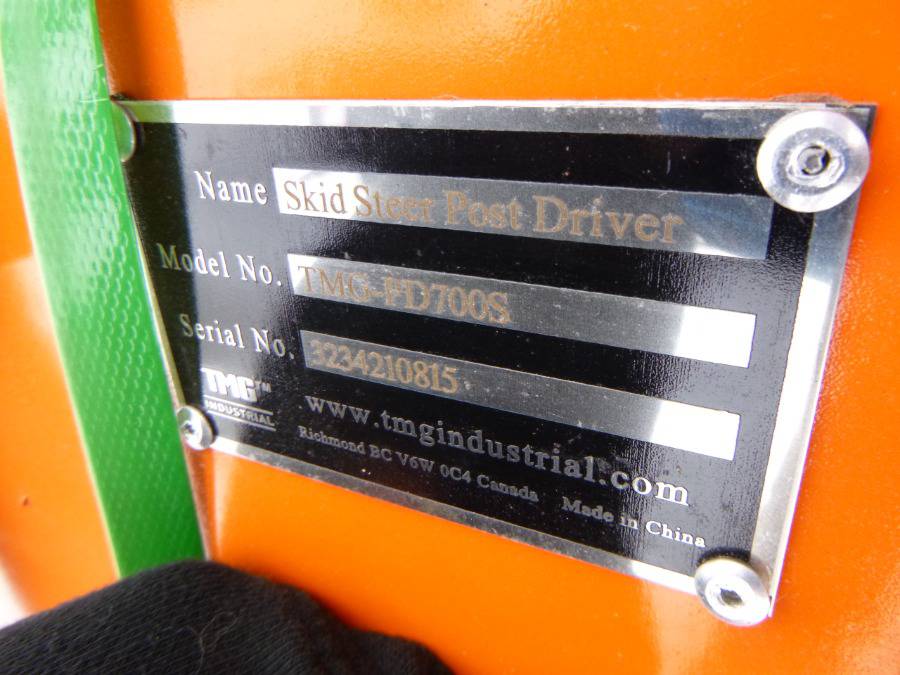 Name Skid Steer Post Driver
Model No. TMG-PD700S
Serial No. 3234210815
TMG™
INDUSTRIAL
www.tmgindustrial.com
Richmond BC V6W 0C4 Canada Made in China